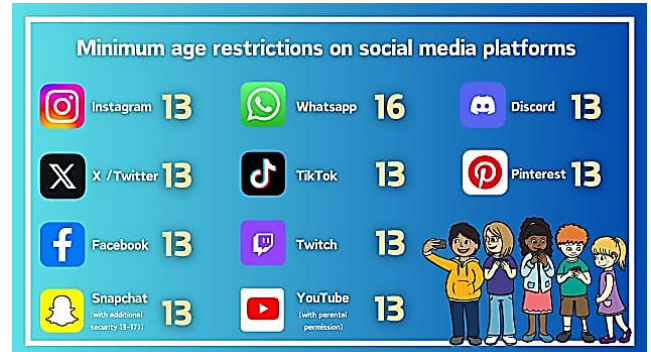 Minimum age restrictions on social media platforms
Instagram 13
Whatsapp 16
Discord 13
X /Twitter 13
TikTok 13
Pinterest 13
Facebook 13
Twitch 13
Snapchat
(with additional
security 13-17)) 13
YouTube
(with parental
permission) 13